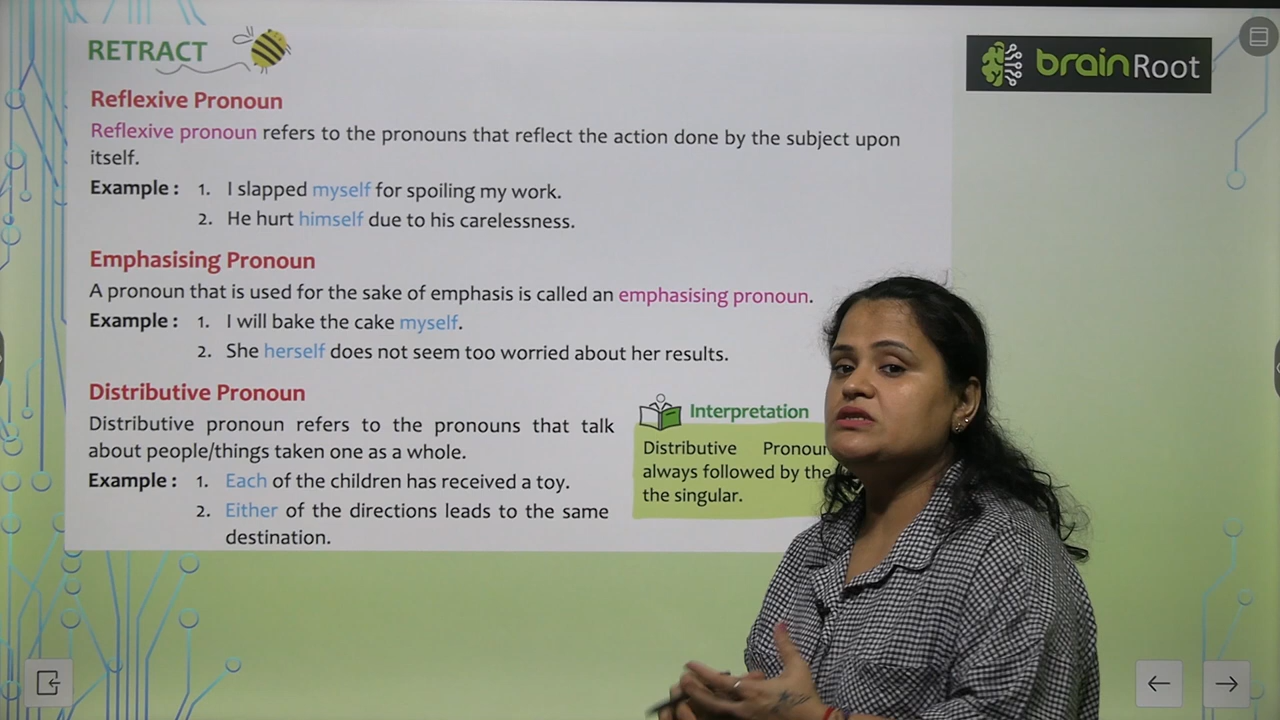 RETRACT
brainRoot
Reflexive Pronoun
Reflexive pronoun refers to the pronouns that reflect the action done by the subject upon
itself.
Example : 1. I slapped myself for spoiling my work.
2. He hurt himself due to his carelessness.
Emphasising Pronoun
A pronoun that is used for the sake of emphasis is called an emphasising pronoun.
Example : 1. I will bake the cake myself.
2. She herself does not seem too worried about her results.
Distributive Pronoun
Distributive pronoun refers to the pronouns that talk
about people/things taken one as a whole.
Example : 1. Each of the children has received a toy.
2. Either of the directions leads to the same
destination.
Interpretation
Distributive
always followed by the
the singular.